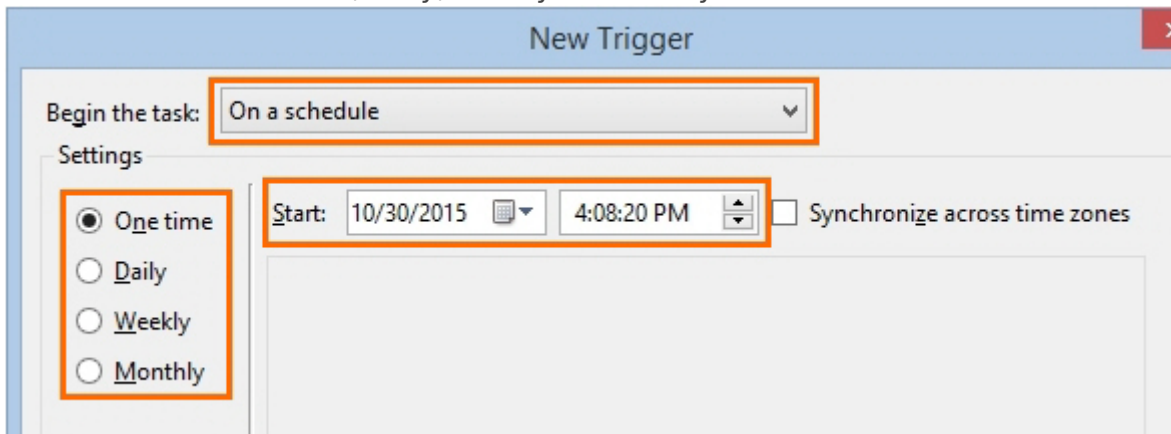 New Trigger
Begin the task: On a schedule
Settings
One time
Start: 10/30/2015 4:08:20 PM Synchronize across time zones
Daily
Weekly
Monthly